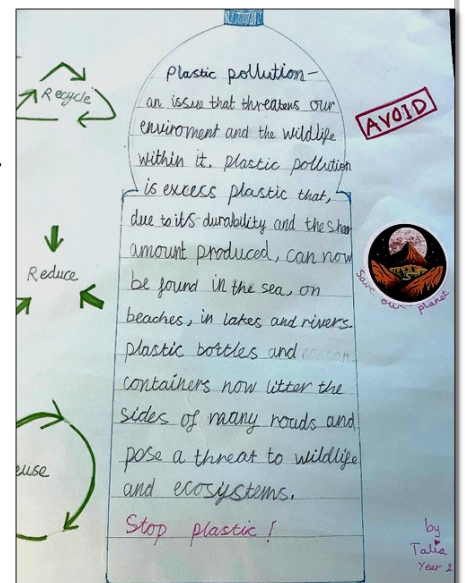 Recycle
Plastic pollution-
an issue that threatens our
enviroment and the wildlife
within it. Plastic pollution
is excess plastic that,
due to its durability and the shear
amount produced, can now
be found in the sea, on
beaches, in lakes and rivers.
plastic bottles and
containers now litter the
sides of many roads and
pose a threat to wildlife
and ecosystems.
Stop plastic!
AVOID
Reduce
Save our planet
euse
by
Talia
Year 2